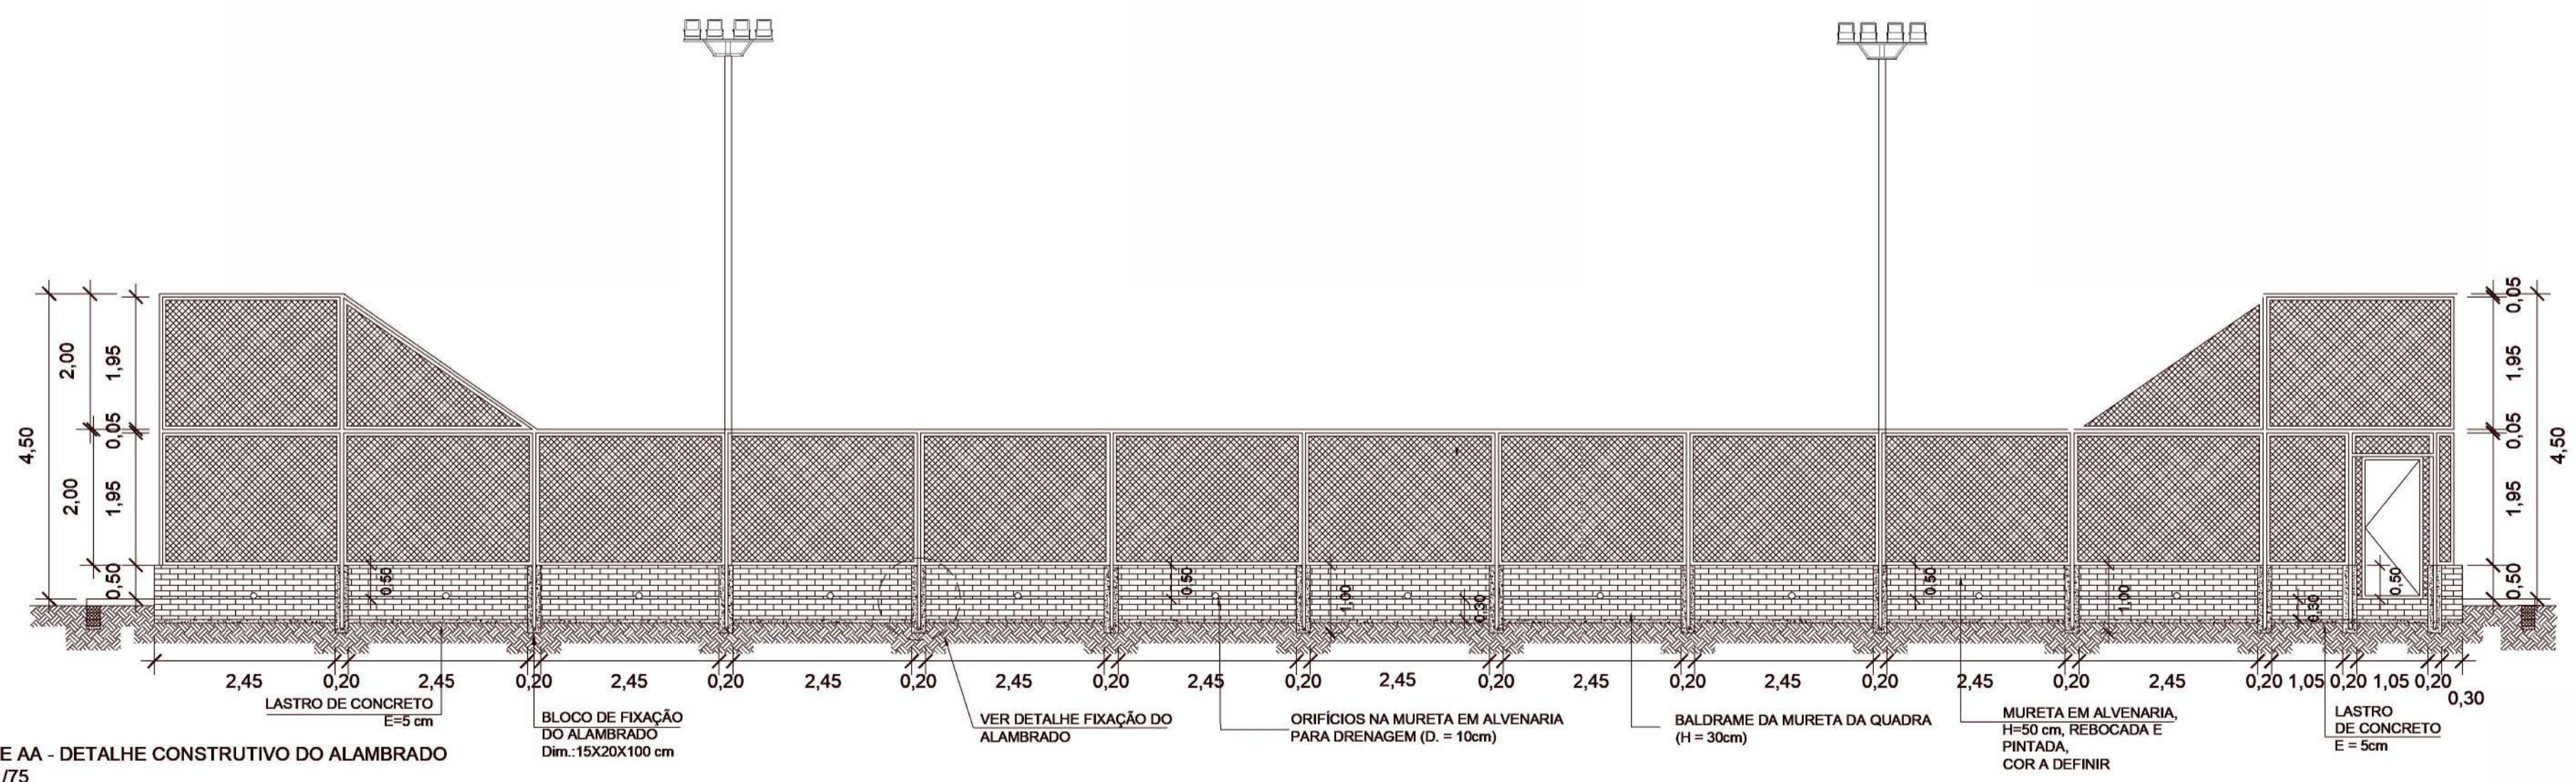 4,50
2,00
2,00
1,95
0,05
1,95
0,50
0,50
0,50
1,00
0,30
0,50
1,00
0,50
0,30
0,05
1,95
0,05
1,95
0,50
4,50
2,45 0,20 2,45 0,20 2,45 0,20 2,45 0,20 2,45 0,20 2,45 0,20 2,45 0,20 2,45 0,20 2,45 0,20 2,45 0,20 2,45 0,20 1,05 0,20 1,05 0,20
0,30
LASTRO DE CONCRETO
E=5 cm
BLOCO DE FIXAÇÃO
DO ALAMBRADO
Dim.:15X20X100 cm
VER DETALHE FIXAÇÃO DO
ALAMBRADO
ORIFÍCIOS NA MURETA EM ALVENARIA
PARA DRENAGEM (D. = 10cm)
BALDRAME DA MURETA DA QUADRA
(H = 30cm)
MURETA EM ALVENARIA,
H=50 cm, REBOCADA E
PINTADA,
COR A DEFINIR
LASTRO
DE CONCRETO
E = 5cm
E AA - DETALHE CONSTRUTIVO DO ALAMBRADO
/75